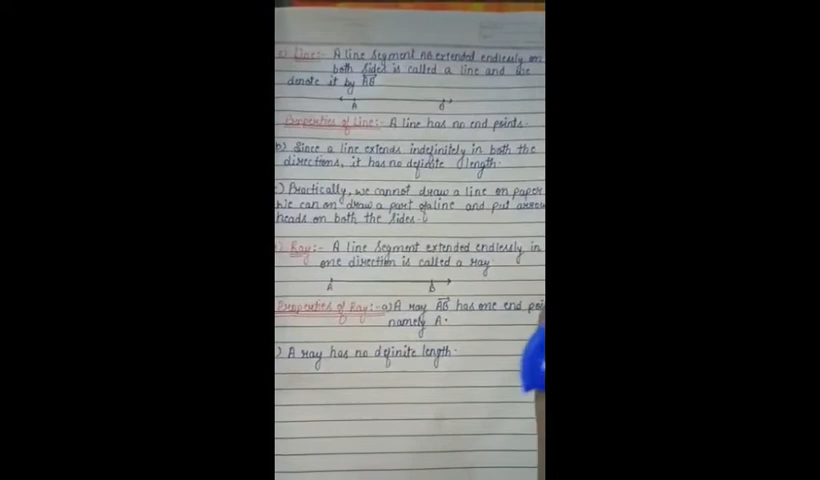 Line:- A line segment AB extended endlessly on
both sides is called a line and we
denote it by AB
A B
Properties of Line:- A line has no end points.
b) Since a line extends indefinitely in both the
directions, it has no definite length.
c) Practically, we cannot draw a line on paper
We can on draw a part of a line and put arrow
heads on both the sides.
Ray:- A line segment extended endlessly in
one direction is called a ray
A B
Properties of Ray:- a) A ray AB has one end poi
namely A.
) A ray has no definite length.